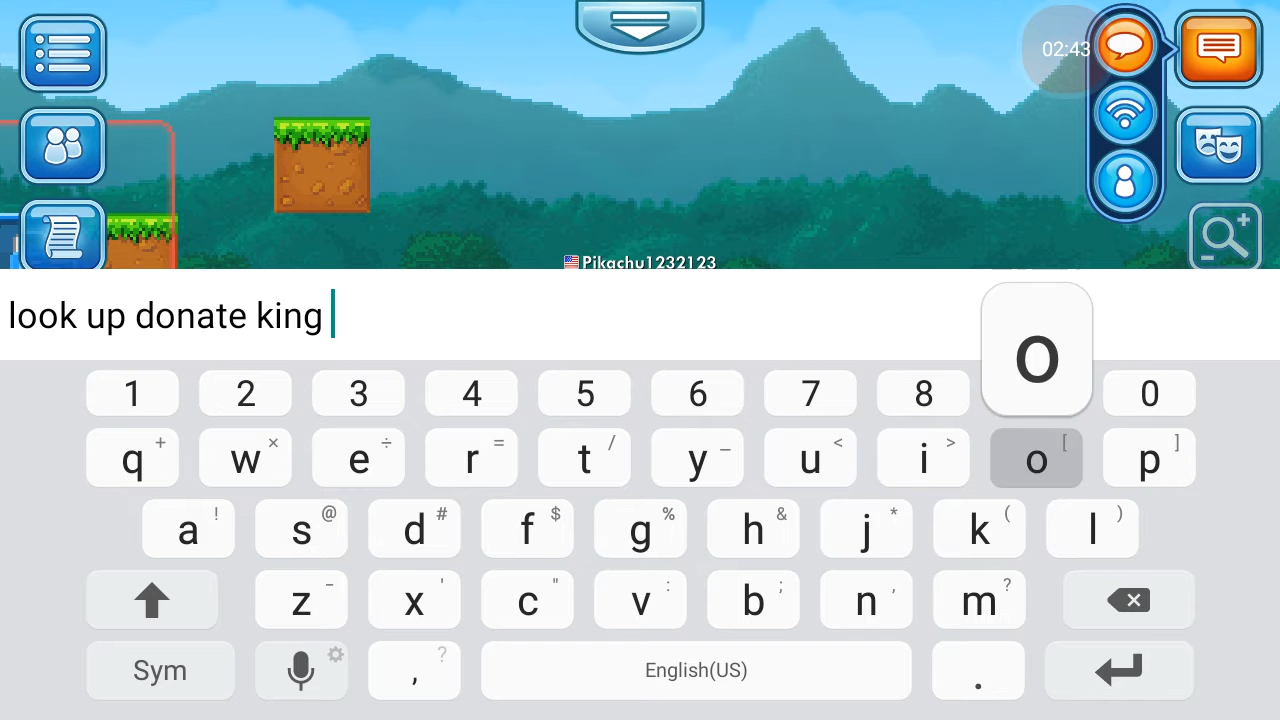 02:43
Pikachu1232123
look up donate king
o
1 2 3 4 5 6 7 8 0
q + w × e ÷ r = t / y – u < i > o [ p ]
a ! s @ d # f $ g % h & j * k ( l )
z - x ' c " v : b ; n , m ?
Sym , ? English(US) .